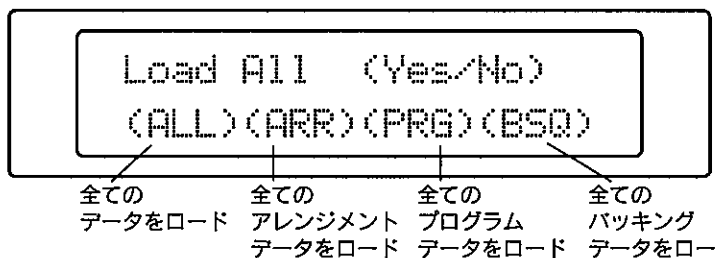 Load All (Yes/No)
(ALL)(ARR)(PRG)(BSQ)
全ての
データをロード
全ての
アレンジメント
データをロード
全ての
プログラム
データをロード
全ての
バッキング
データをロー